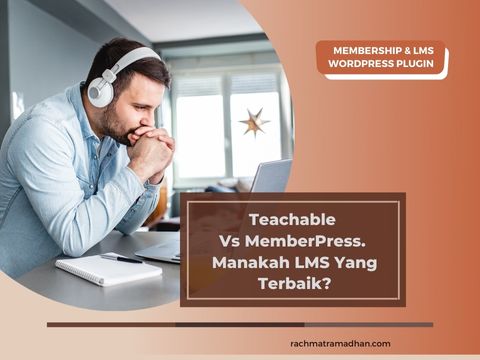 MEMBERSHIP & LMS
WORDPRESS PLUGIN
Teachable
Vs MemberPress.
Manakah LMS Yang
Terbaik?
rachmatramadhan.com